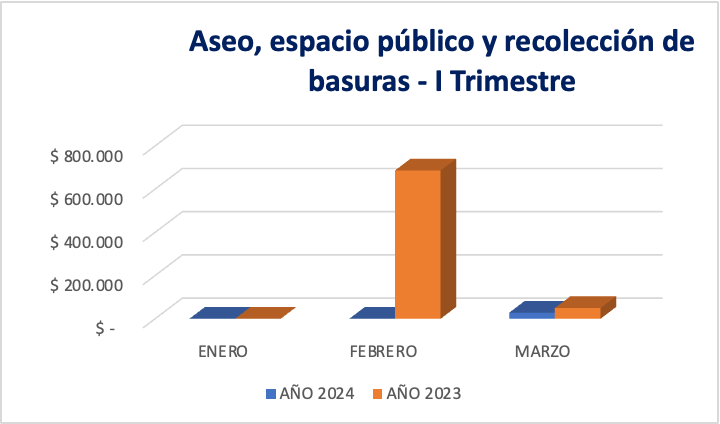 Aseo, espacio público y recolección de
basuras - I Trimestre
$ 800.000
$ 600.000
$ 400.000
$ 200.000
$ -
ENERO FEBRERO MARZO
AÑO 2024 AÑO 2023